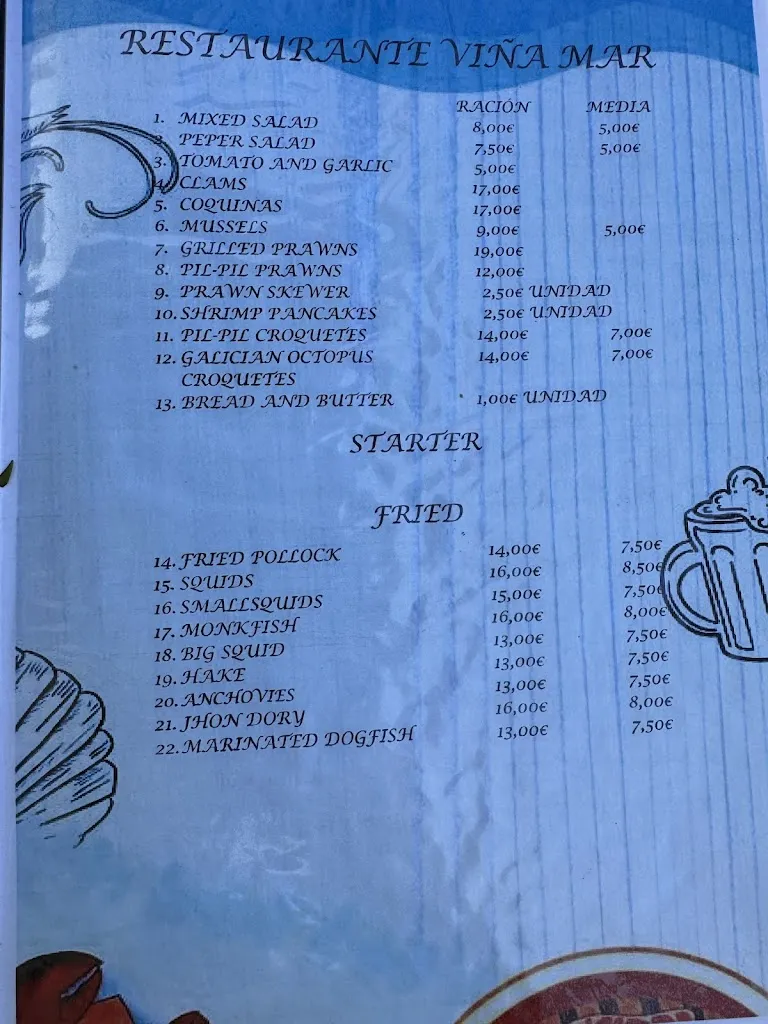 RESTAURANTE VIÑA MAR
RACIÓN MEDIA
1. MIXED SALAD 8,00€ 5,00€
2. PEPER SALAD 7,50€ 5,00€
3. TOMATO AND GARLIC 5,00€
4. CLAMS 17,00€
5. COQUINAS 17,00€
6. MUSSELS 9,00€ 5,00€
7. GRILLED PRAWNS 19,00€
8. PIL-PIL PRAWNS 12,00€
9. PRAWN SKEWER 2,50€ UNIDAD
10. SHRIMP PANCAKES 2,50€ UNIDAD
11. PIL-PIL CROQUETES 14,00€ 7,00€
12. GALICIAN OCTOPUS 14,00€ 7,00€
CROQUETES
13. BREAD AND BUTTER 1,00€ UNIDAD
STARTER
FRIED
14. FRIED POLLOCK 14,00€ 7,50€
15. SQUIDS 16,00€ 8,50€
16. SMALLSQUIDS 15,00€ 7,50€
17. MONKFISH 16,00€ 8,00€
18. BIG SQUID 13,00€ 7,50€
19. HAKE 13,00€ 7,50€
20. ANCHOVIES 13,00€ 7,50€
21. JHON DORY 16,00€ 8,00€
22. MARINATED DOGFISH 13,00€ 7,50€